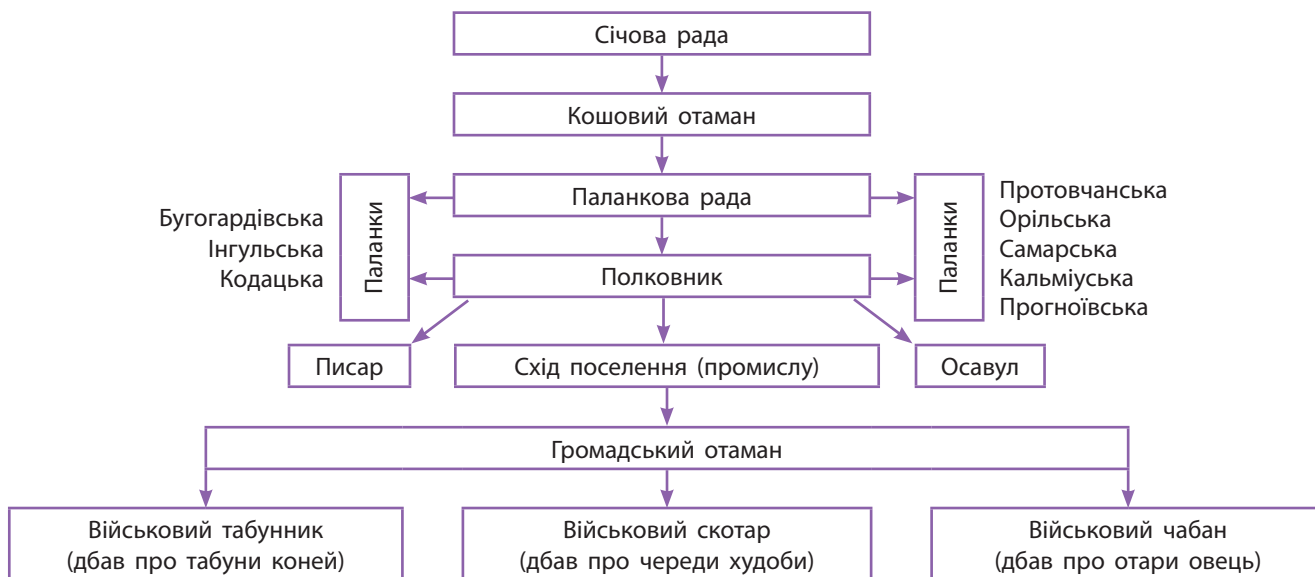 Січова рада
Кошовий отаман
Паланкова рада
Полковник
Паланки
Бугогардівська
Інгульська
Кодацька
Паланки
Протовчанська
Орільська
Самарська
Кальміуська
Прогноївська
Писар
Схід поселення (промислу)
Осавул
Громадський отаман
Військовий табунник
(дбав про табуни коней)
Військовий скотар
(дбав про череди худоби)
Військовий чабан
(дбав про отари овець)